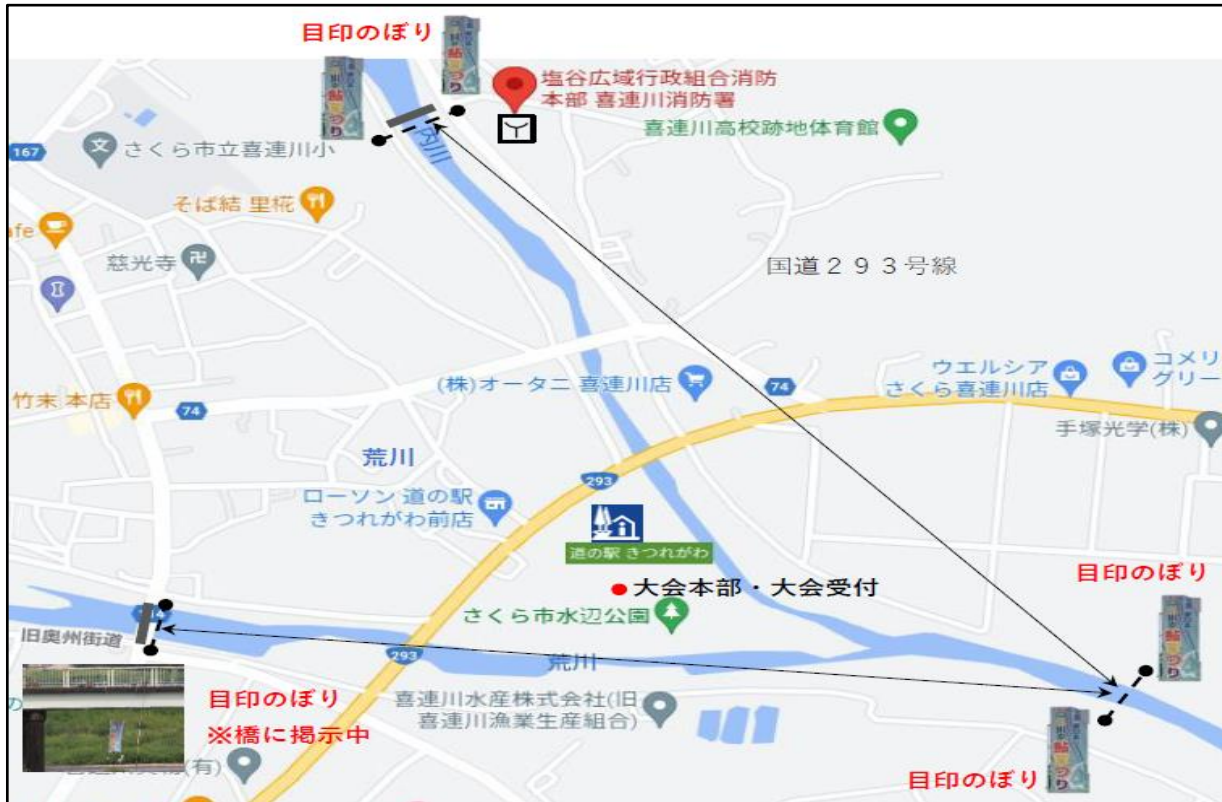 目印のぼり
塩谷広域行政組合消防
本部 喜連川消防署
喜連川高校跡地体育館
内川
167
さくら市立喜連川小
そば結 里椛
afe
慈光寺
国道293号線
(株)オータニ 喜連川店
74
ウエルシア
さくら喜連川店
コメリ
グリー
竹末 本店
74
手塚光学(株)
荒川
293
ローソン 道の駅
きつれがわ前店
道の駅 きつれがわ
大会本部・大会受付
目印のぼり
さくら市水辺公園
旧奥州街道
293
荒川
目印のぼり
※橋に掲示中
喜連川水産株式会社(旧
喜連川漁業生産組合)
の
(有)
目印のぼり